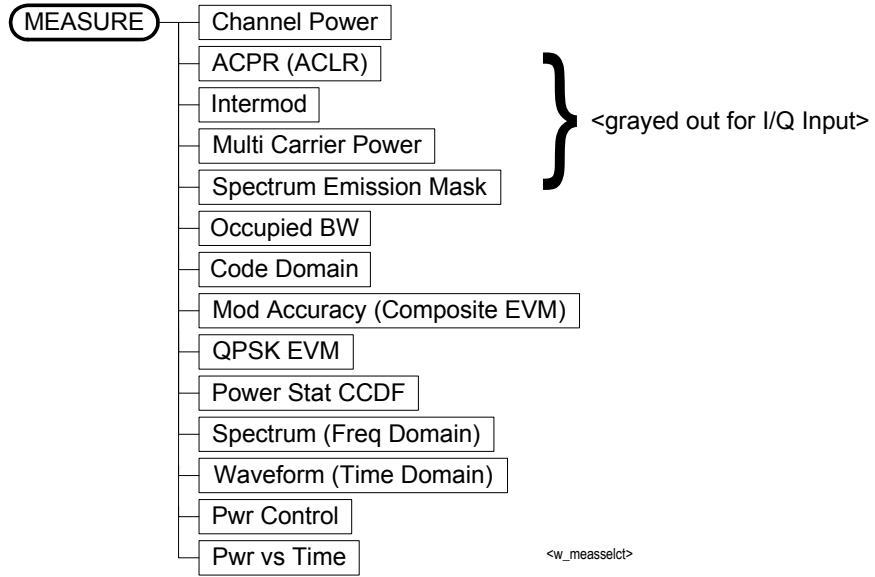 MEASURE
Channel Power
ACPR (ACLR)
Intermod
<grayed out for I/Q Input>
Multi Carrier Power
Spectrum Emission Mask
Occupied BW
Code Domain
Mod Accuracy (Composite EVM)
QPSK EVM
Power Stat CCDF
Spectrum (Freq Domain)
Waveform (Time Domain)
Pwr Control
Pwr vs Time
<w_measselct>